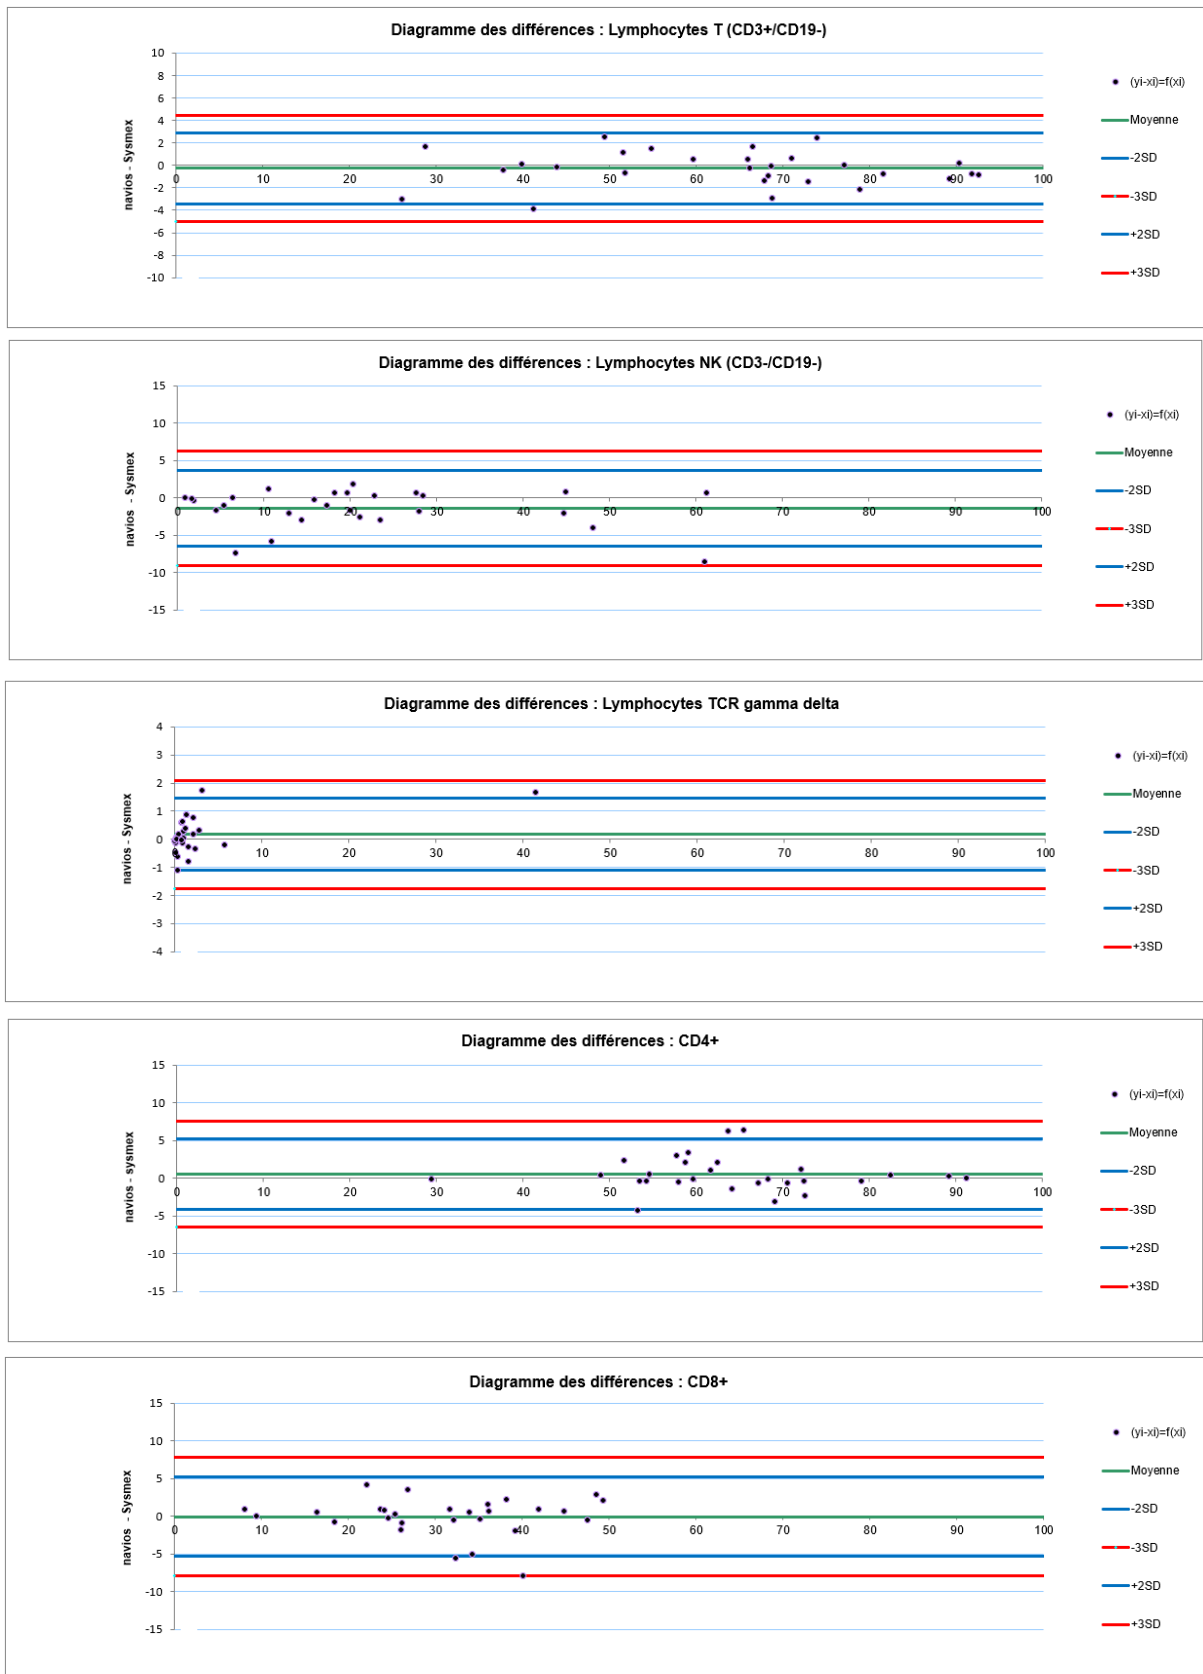 Diagramme des différences : Lymphocytes T (CD3+/CD19-)
navios - Sysmex
10
8
6
4
2
0
-2
-4
-6
-8
-10
0 10 20 30 40 50 60 70 80 90 100
(yi-xi)=f(xi)
Moyenne
-2SD
-3SD
+2SD
+3SD
Diagramme des différences : Lymphocytes NK (CD3-/CD19-)
navios - Sysmex
15
10
5
0
-5
-10
-15
0 10 20 30 40 50 60 70 80 90 100
(yi-xi)=f(xi)
Moyenne
-2SD
-3SD
+2SD
+3SD
Diagramme des différences : Lymphocytes TCR gamma delta
navios - Sysmex
4
3
2
1
0
-1
-2
-3
-4
0 10 20 30 40 50 60 70 80 90 100
(yi-xi)=f(xi)
Moyenne
-2SD
-3SD
+2SD
+3SD
Diagramme des différences : CD4+
navios - sysmex
15
10
5
0
-5
-10
-15
0 10 20 30 40 50 60 70 80 90 100
(yi-xi)=f(xi)
Moyenne
-2SD
-3SD
+2SD
+3SD
Diagramme des différences : CD8+
navios - Sysmex
15
10
5
0
-5
-10
-15
0 10 20 30 40 50 60 70 80 90 100
(yi-xi)=f(xi)
Moyenne
-2SD
-3SD
+2SD
+3SD